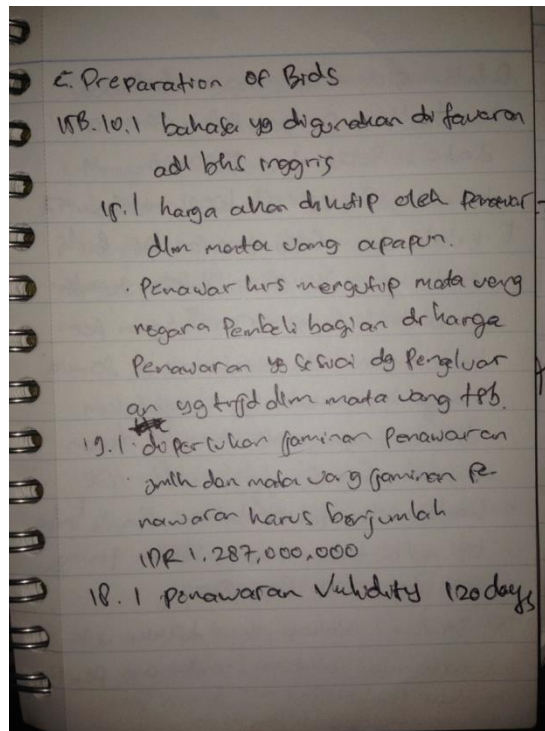 C. Preparation of Bids
ITB.10.1 bahasa yg digunakan di tawaran
adl bhs inggris
15.1 harga akan dikutip oleh Penawar
dlm mata uang apapun.
· Penawar hrs mengutip mata uang
negara Pembeli bagian dr harga
Penawaran yg sesuai dg Pengluar
an yg trjd dlm mata uang tsb.
19.1 · diperlukan jaminan Penawaran
· jmlh dan mata uang jaminan Pe-
nawaran harus berjumlah
IDR 1.287,000,000
18.1 Penawaran Validity 120 days